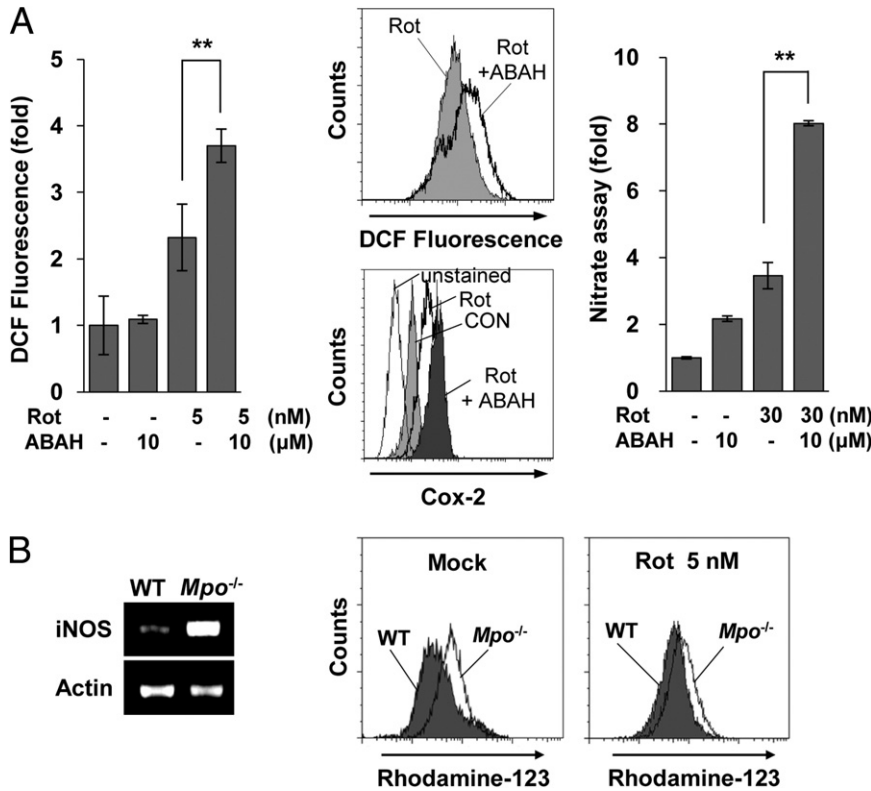 A
DCF Fluorescence (fold)
5
4
3
2
1
0
**
Rot - - 5 5 (nM)
ABAH - 10 - 10 (µM)
Counts
Rot
Rot
+ABAH
DCF Fluorescence
Counts
unstained
Rot
CON
Rot
+ ABAH
Cox-2
Nitrate assay (fold)
10
8
6
4
2
0
**
Rot - - 30 30 (nM)
ABAH - 10 - 10 (µM)
B
WT Mpo-/-
iNOS
Actin
Counts
Mock
WT
Mpo-/-
Rhodamine-123
Rot 5 nM
WT
Mpo-/-
Rhodamine-123